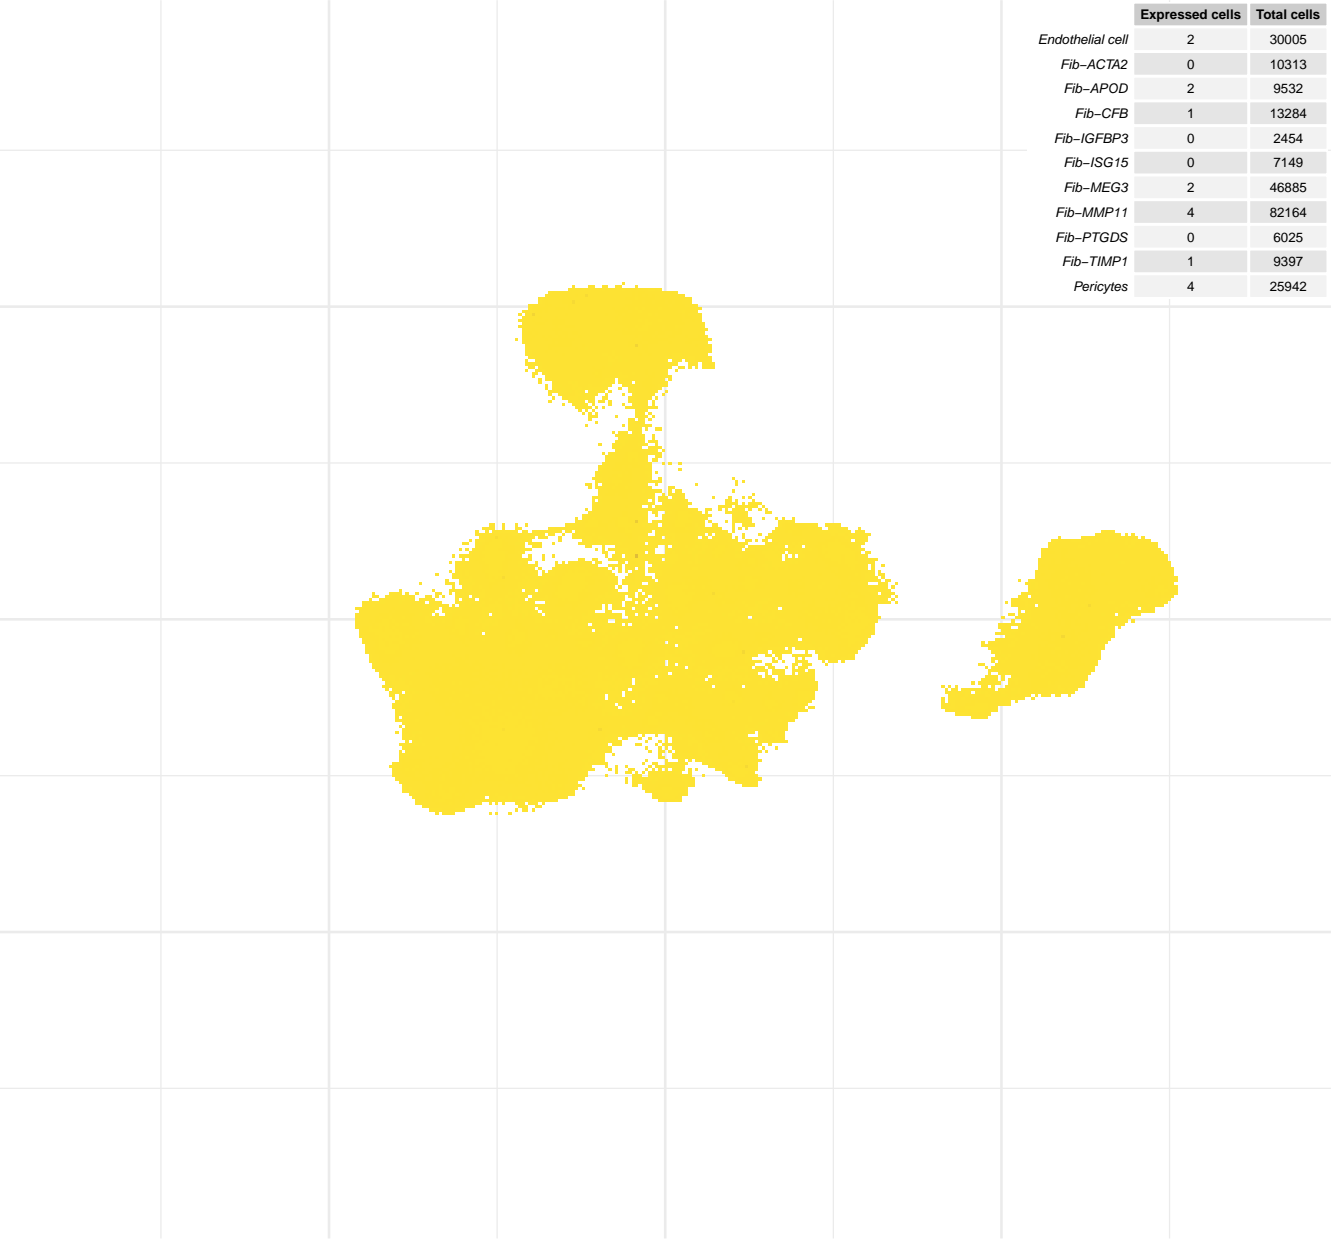 Expressed cells Total cells
Endothelial cell 2 30005
Fib−ACTA2 0 10313
Fib−APOD 2 9532
Fib−CFB 1 13284
Fib−IGFBP3 0 2454
Fib−ISG15 0 7149
Fib−MEG3 2 46885
Fib−MMP11 4 82164
Fib−PTGDS 0 6025
Fib−TIMP1 1 9397
Pericytes 4 25942